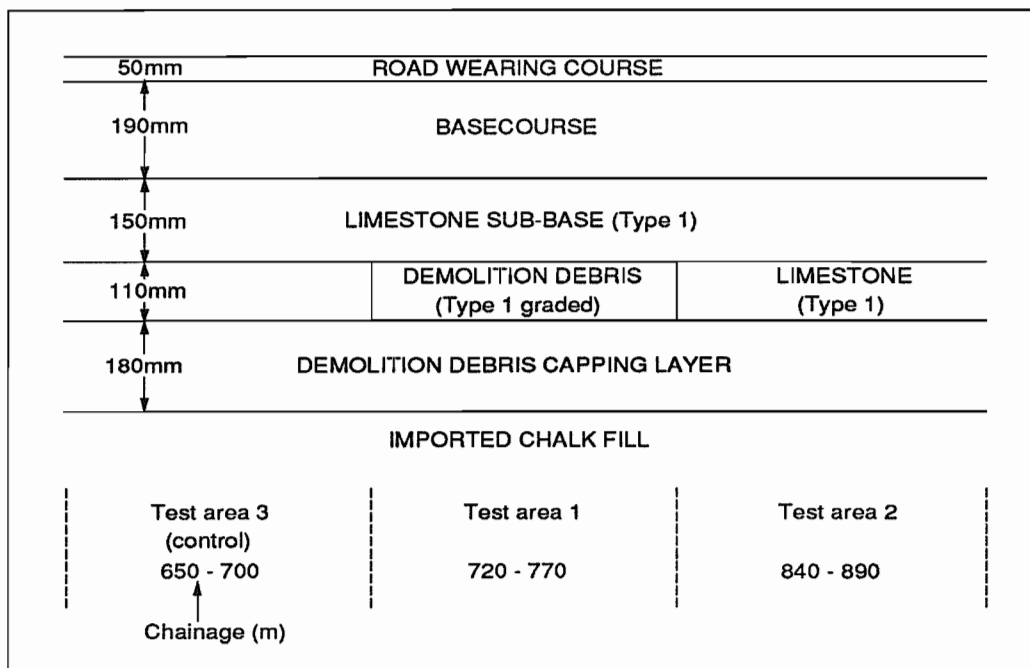 50mm ROAD WEARING COURSE
190mm BASECOURSE
150mm LIMESTONE SUB-BASE (Type 1)
110mm DEMOLITION DEBRIS LIMESTONE
(Type 1 graded) (Type 1)
180mm DEMOLITION DEBRIS CAPPING LAYER
IMPORTED CHALK FILL
Test area 3 Test area 1 Test area 2
(control)
650 - 700 720 - 770 840 - 890
Chainage (m)